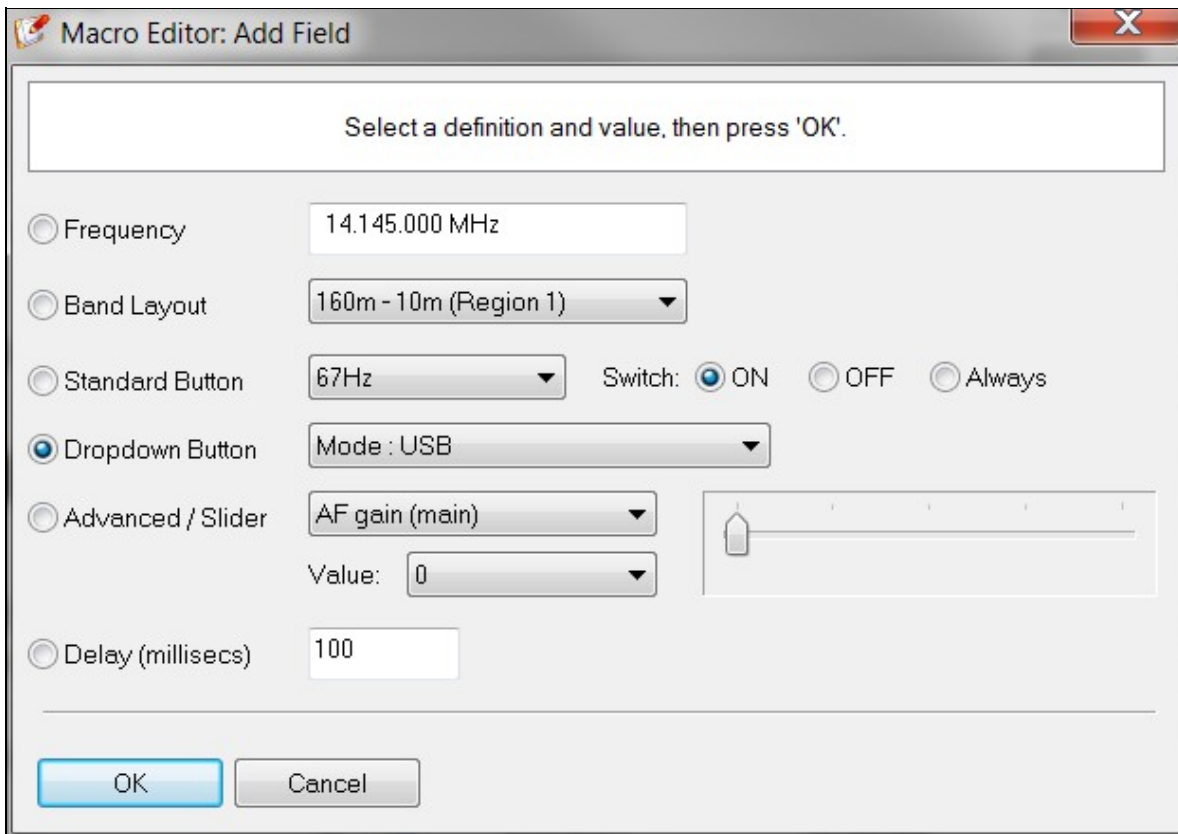 Macro Editor: Add Field
Select a definition and value, then press 'OK'.
Frequency 14.145.000 MHz
Band Layout 160m - 10m (Region 1)
Standard Button 67Hz Switch: ON OFF Always
Dropdown Button Mode : USB
Advanced / Slider AF gain (main)
Value: 0
Delay (millisecs) 100
OK Cancel